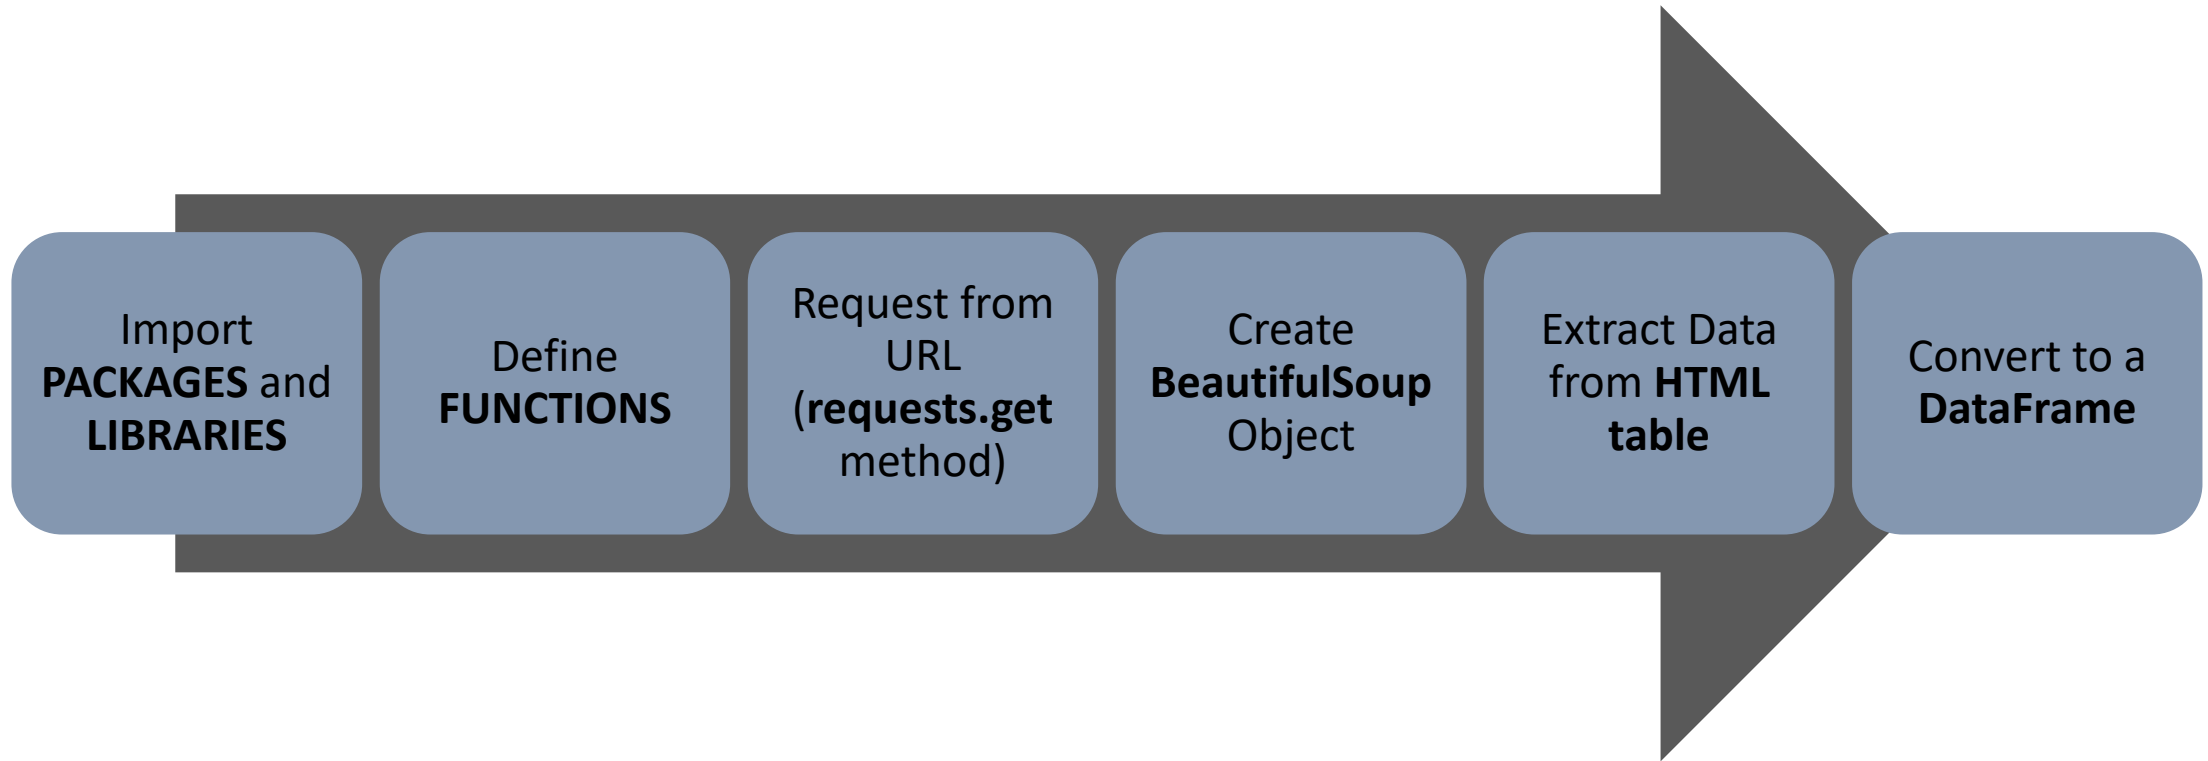 Import
PACKAGES and
LIBRARIES
Define
FUNCTIONS
Request from
URL
(requests.get
method)
Create
BeautifulSoup
Object
Extract Data
from HTML
table
Convert to a
DataFrame